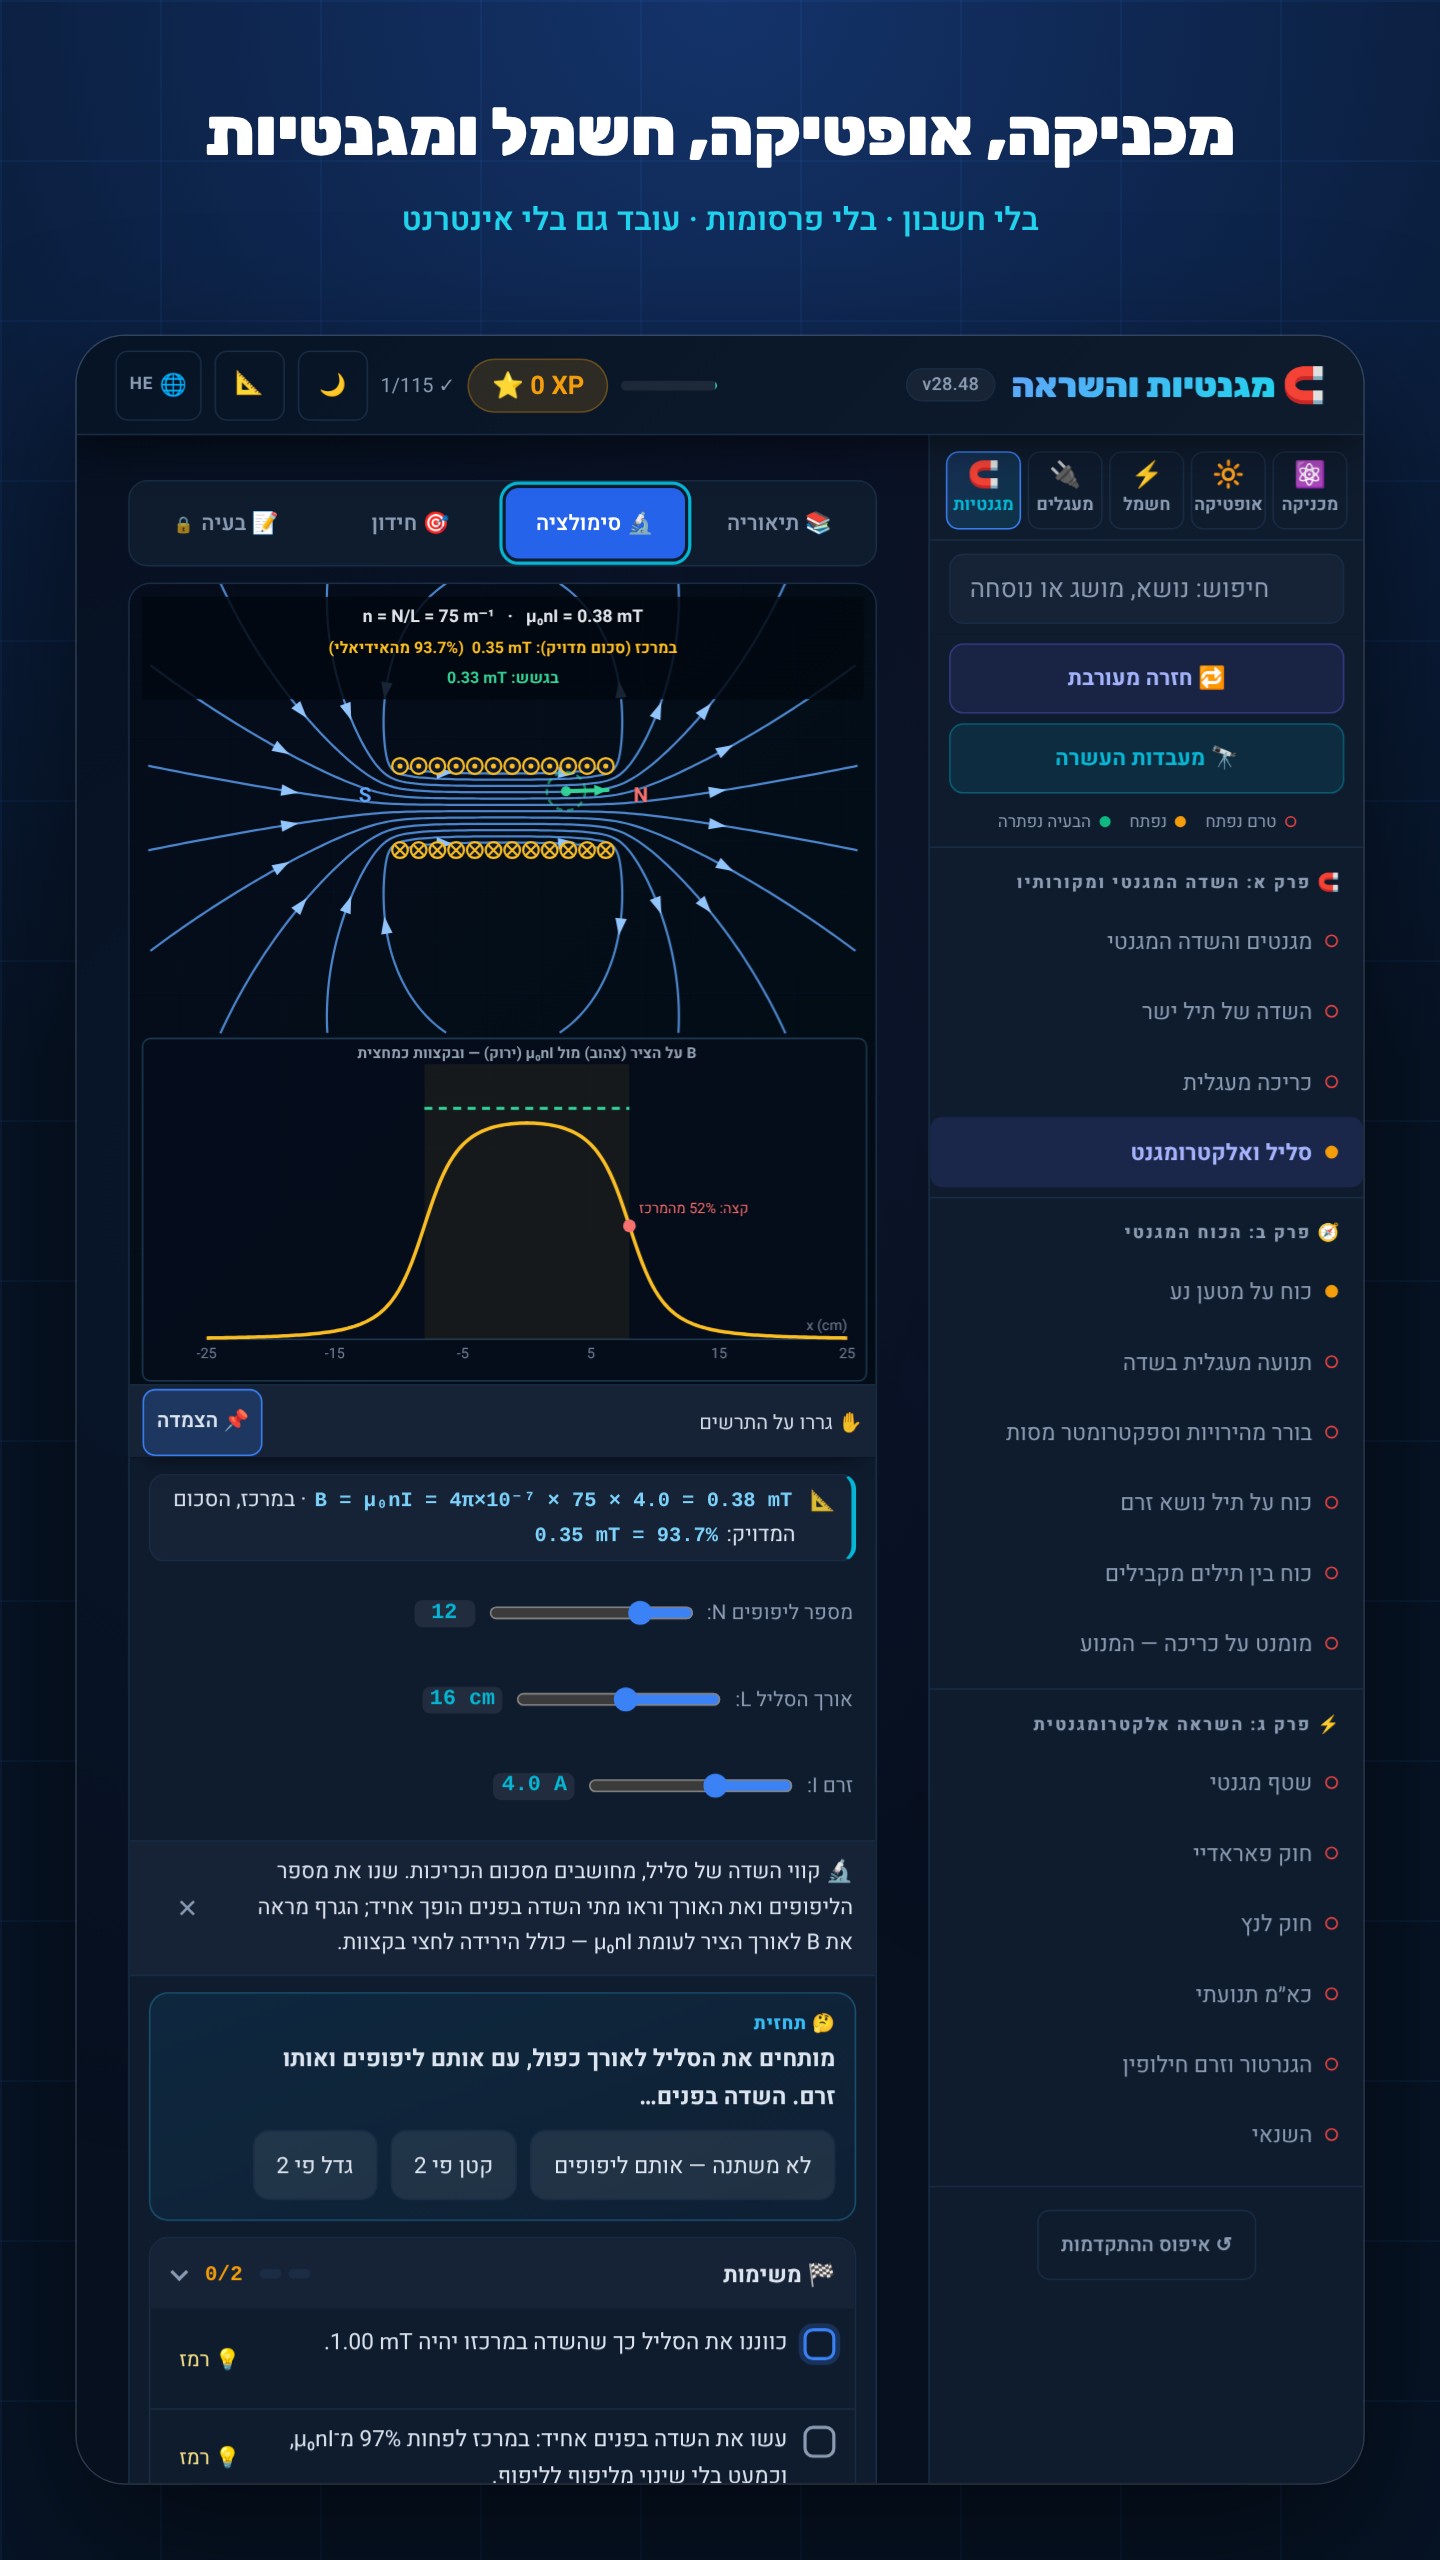 מכניקה, אופטיקה, חשמל ומגנטיות
בלי חשבון · בלי פרסומות · עובד גם בלי אינטרנט
🧲 מגנטיות והשראה
v28.48
⭐ 0 XP
1/115 ✓
🌙
📐
HE 🌐
⚛️ מכניקה
🔆 אופטיקה
⚡ חשמל
🔌 מעגלים
🧲 מגנטיות
חיפוש: נושא, מושג או נוסחה
🔁 חזרה מעורבת
🔭 מעבדות העשרה
טרם נפתח
נפתח
הבעיה נפתרה
🧲 פרק א: השדה המגנטי ומקורותיו
מגנטים והשדה המגנטי
השדה של תיל ישר
כריכה מעגלית
סליל ואלקטרומגנט
🧭 פרק ב: הכוח המגנטי
כוח על מטען נע
תנועה מעגלית בשדה
בורר מהירויות וספקטרומטר מסות
כוח על תיל נושא זרם
כוח בין תילים מקבילים
מומנט על כריכה — המנוע
⚡ פרק ג: השראה אלקטרומגנטית
שטף מגנטי
חוק פאראדיי
חוק לנץ
כא״מ תנועתי
הגנרטור וזרם חילופין
השנאי
↺ איפוס ההתקדמות
📚 תיאוריה
🔬 סימולציה
🎯 חידון
📝 בעיה 🔒
n = N/L = 75 m⁻¹ · μ₀nI = 0.38 mT
במרכז (סכום מדויק): 0.35 mT (93.7% מהאידיאלי)
בגשש: 0.33 mT
S
N
B על הציר (צהוב) מול μ₀nI (ירוק) — ובקצוות כמחצית
קצה: 52% מהמרכז
x (cm)
-25 -15 -5 5 15 25
✋ גררו על התרשים
📌 הצמדה
📐 B = μ₀nI = 4π×10⁻⁷ × 75 × 4.0 = 0.38 mT · במרכז, הסכום
המדויק: 0.35 mT = 93.7%
מספר ליפופים N: 12
אורך הסליל L: 16 cm
זרם I: 4.0 A
🔬 קווי השדה של סליל, מחושבים מסכום הכריכות. שנו את מספר
הליפופים ואת האורך וראו מתי השדה בפנים הופך אחיד; הגרף מראה
את B לאורך הציר לעומת μ₀nI — כולל הירידה לחצי בקצוות.
✕
🤔 תחזית
מותחים את הסליל לאורך כפול, עם אותם ליפופים ואותו
זרם. השדה בפנים…
לא משתנה — אותם ליפופים
קטן פי 2
גדל פי 2
🏁 משימות
0/2
כווננו את הסליל כך שהשדה במרכזו יהיה 1.00 mT.
💡 רמז
עשו את השדה בפנים אחיד: במרכז לפחות 97% מ־μ₀nI,
וכמעט בלי שינוי מליפוף לליפוף.
💡 רמז